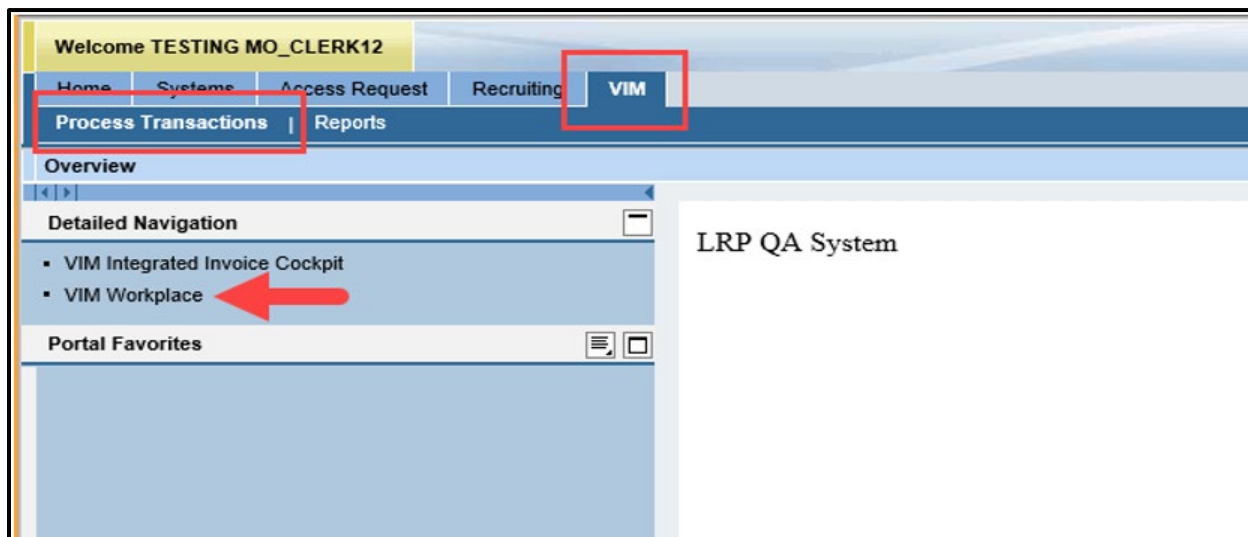 Welcome TESTING MO_CLERK12
Home Systems Access Request Recruiting VIM
Process Transactions | Reports
Overview
Detailed Navigation
▪ VIM Integrated Invoice Cockpit
▪ VIM Workplace
Portal Favorites
LRP QA System